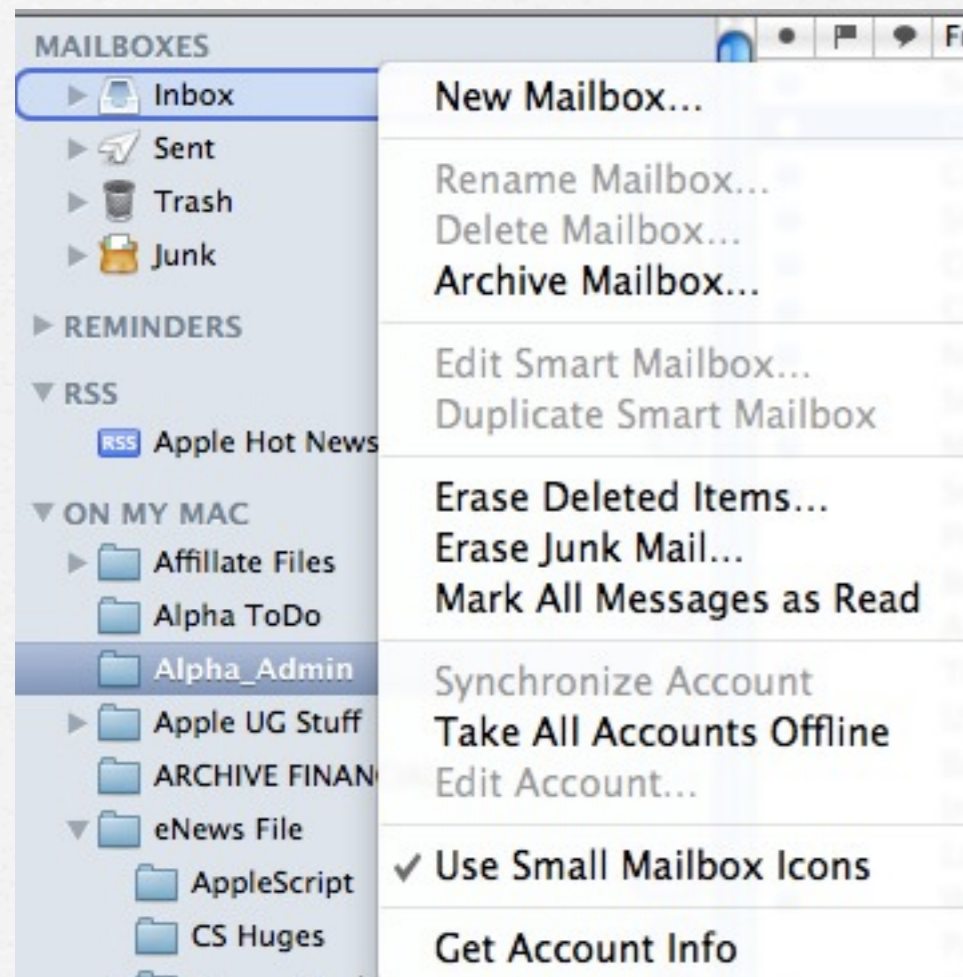 MAILBOXES
Inbox
Sent
Trash
Junk
REMINDERS
RSS
RSS Apple Hot News
ON MY MAC
Affillate Files
Alpha ToDo
Alpha_Admin
Apple UG Stuff
ARCHIVE FINAN
eNews File
AppleScript
CS Huges
New Mailbox...
Rename Mailbox...
Delete Mailbox...
Archive Mailbox...
Edit Smart Mailbox...
Duplicate Smart Mailbox
Erase Deleted Items...
Erase Junk Mail...
Mark All Messages as Read
Synchronize Account
Take All Accounts Offline
Edit Account...
Use Small Mailbox Icons
Get Account Info